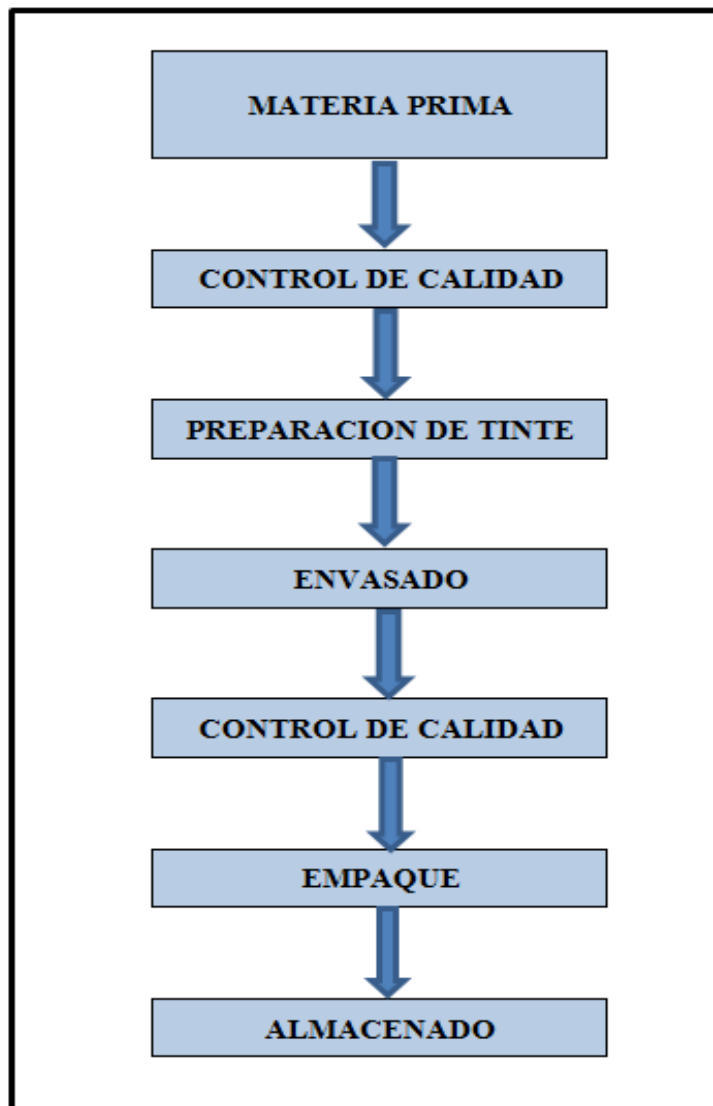 MATERIA PRIMA
CONTROL DE CALIDAD
PREPARACION DE TINTE
ENVASADO
CONTROL DE CALIDAD
EMPAQUE
ALMACENADO